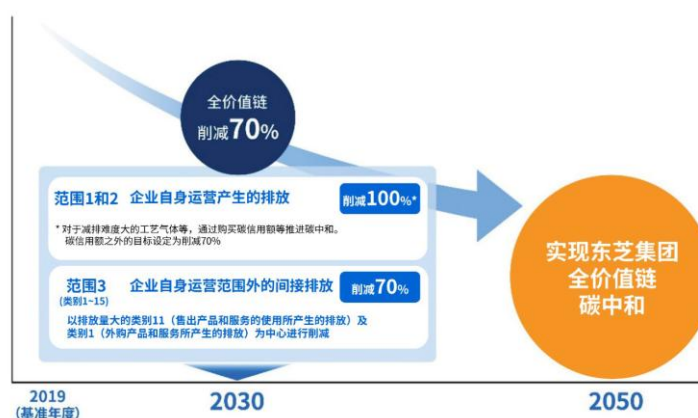 全价值链
削减70%
范围1和2 企业自身运营产生的排放 削减100%*
* 对于减排难度大的工艺气体等，通过购买碳信用额等推进碳中和。
碳信用额之外的目标设定为削减70%
范围3 企业自身运营范围外的间接排放 削减70%
(类别1~15)
以排放量大的类别11（售出产品和服务的使用所产生的排放）及
类别1（外购产品和服务所产生的排放）为中心进行削减
实现东芝集团
全价值链
碳中和
2019
(基准年度)
2030
2050